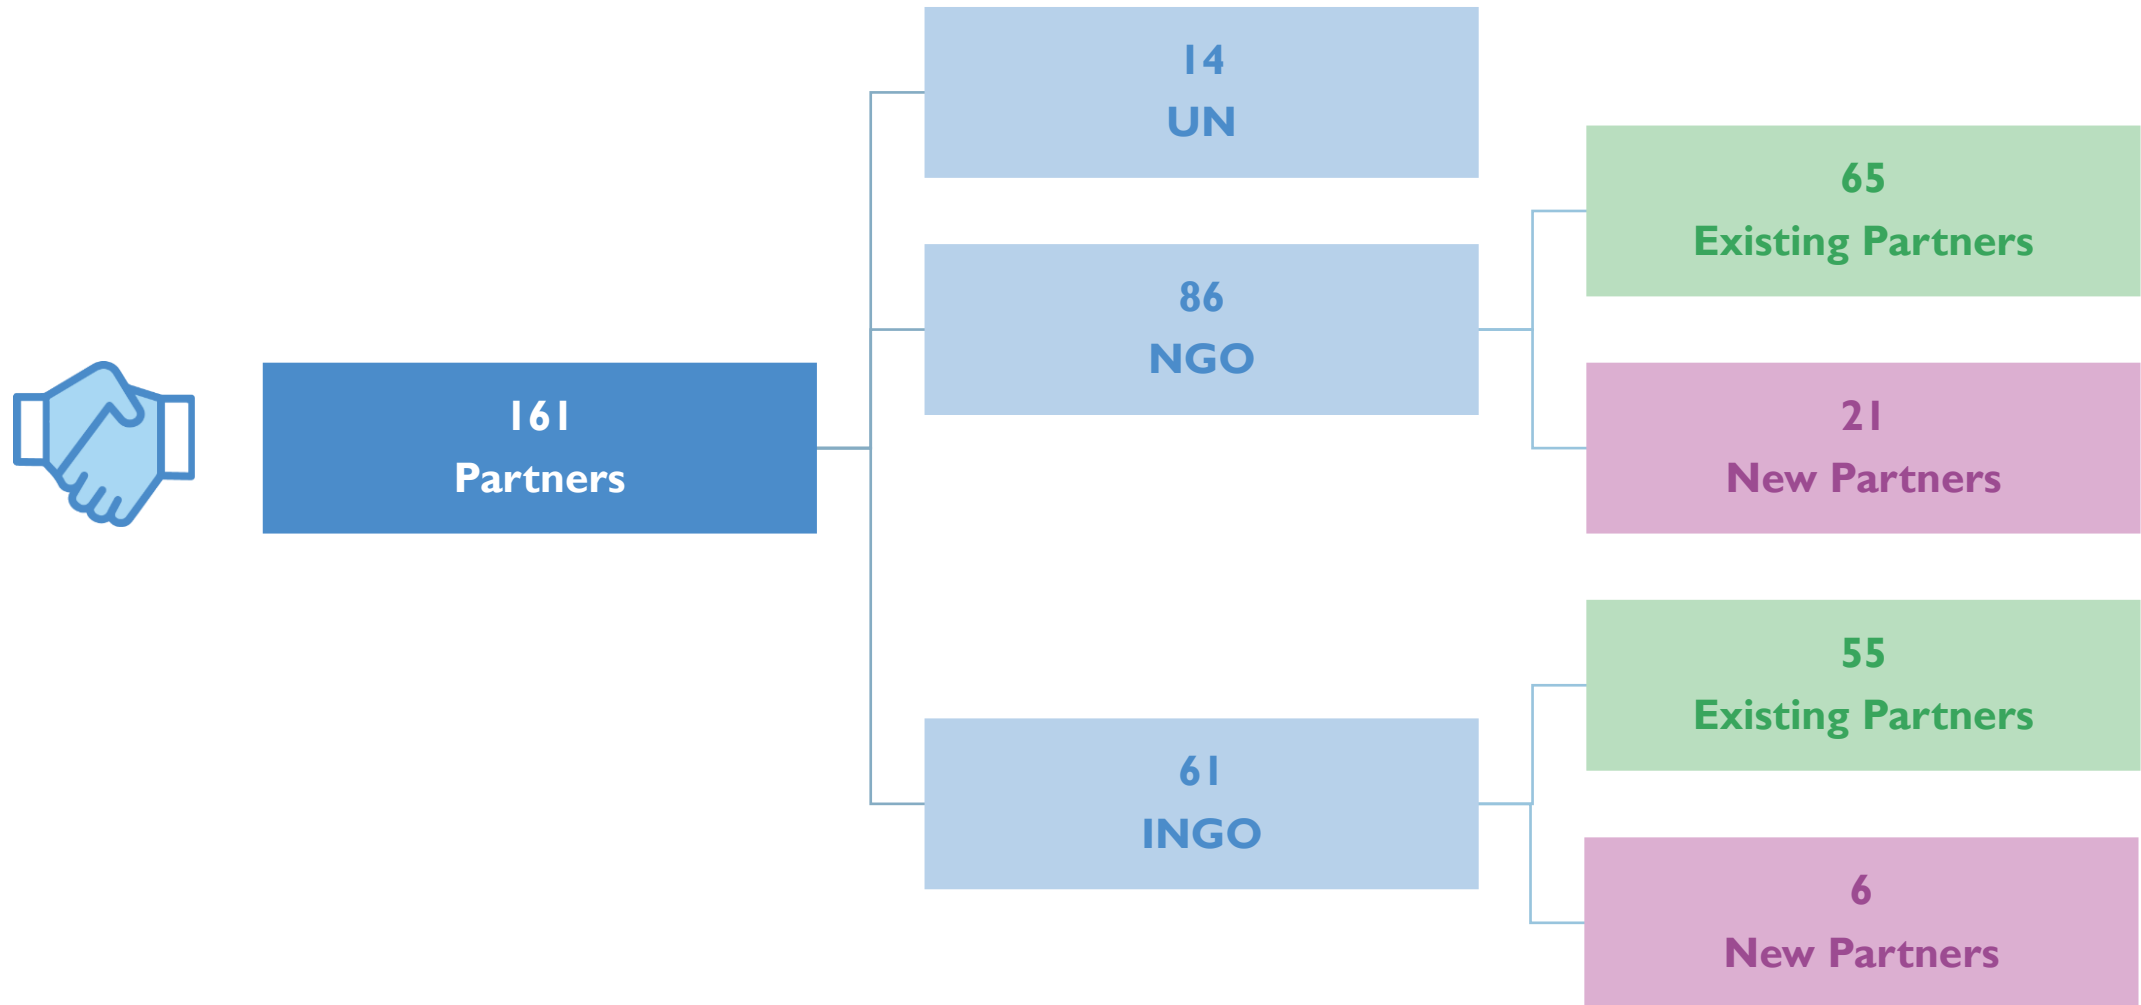 161
Partners
14
UN
86
NGO
65
Existing Partners
21
New Partners
61
INGO
55
Existing Partners
6
New Partners